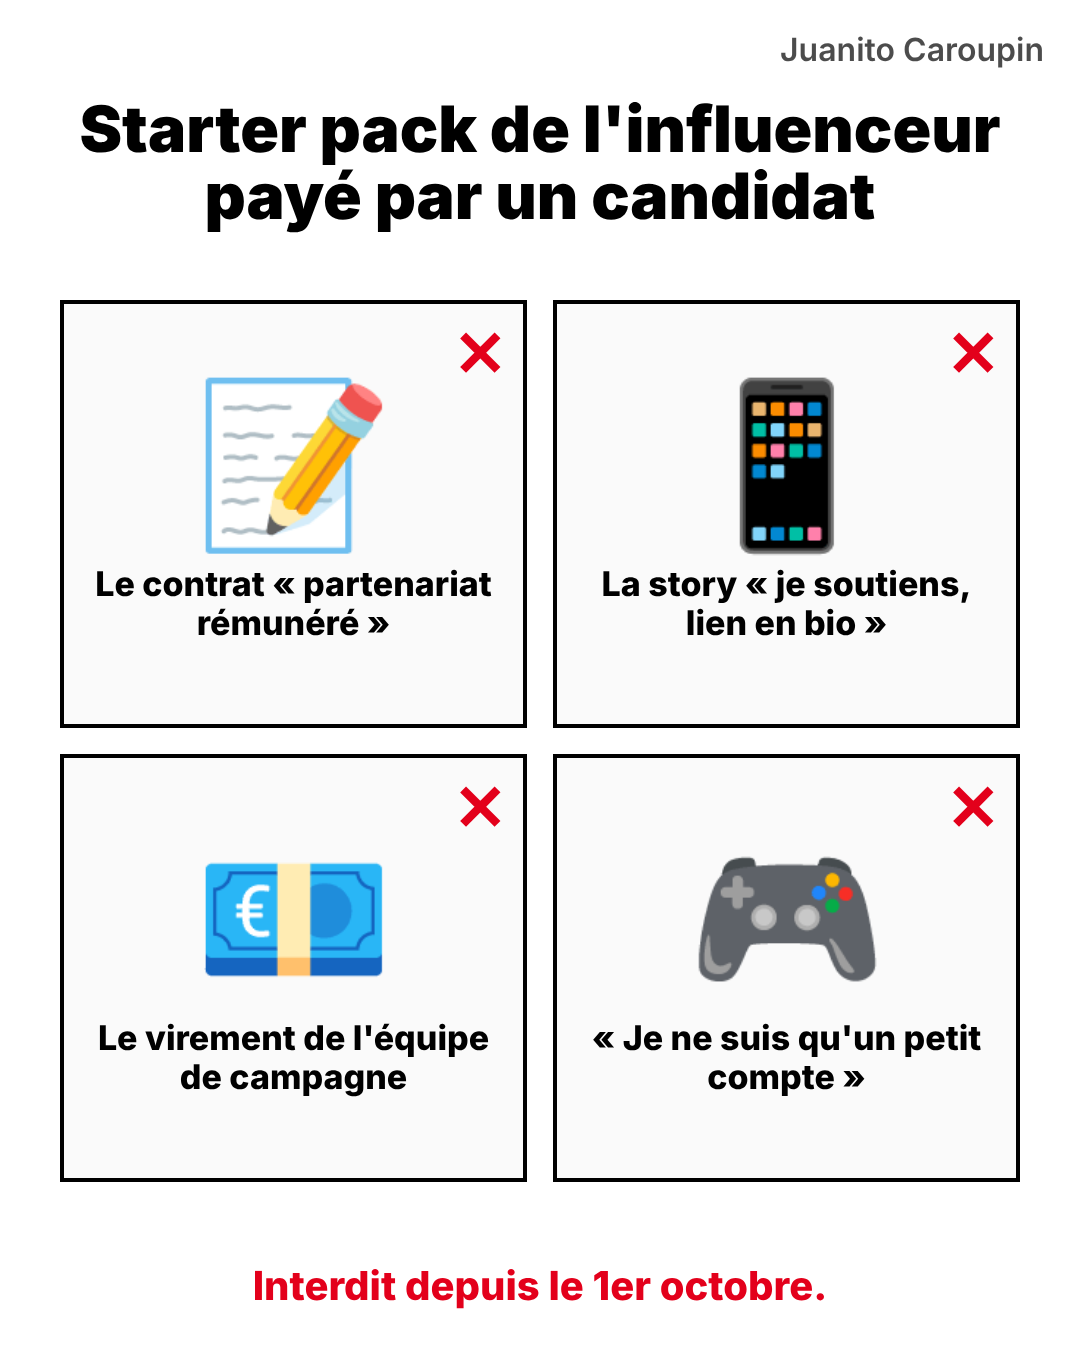 Juanito Caroupin
Starter pack de l'influenceur
payé par un candidat
Le contrat « partenariat
rémunéré »
La story « je soutiens,
lien en bio »
€
Le virement de l'équipe
de campagne
« Je ne suis qu'un petit
compte »
Interdit depuis le 1er octobre.